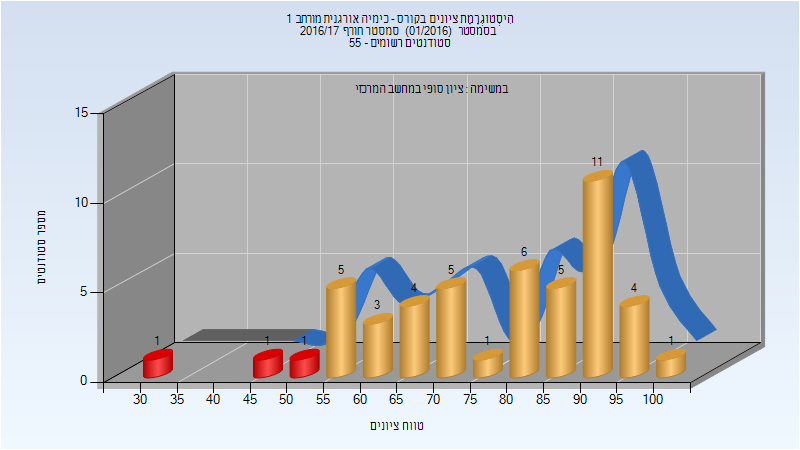 היסטוגרמת ציונים בקורס - כימיה אורגנית מורחב 1
בסמסטר (01/2016) סמסטר חורף 2016/17
סטודנטים רשומים - 55
במשימה : ציון סופי במחשב המרכזי
מספר סטודנטים
15
10
5
0
1
1
1
5
3
4
5
1
6
5
11
4
1
30 35 40 45 50 55 60 65 70 75 80 85 90 95 100
טווח ציונים